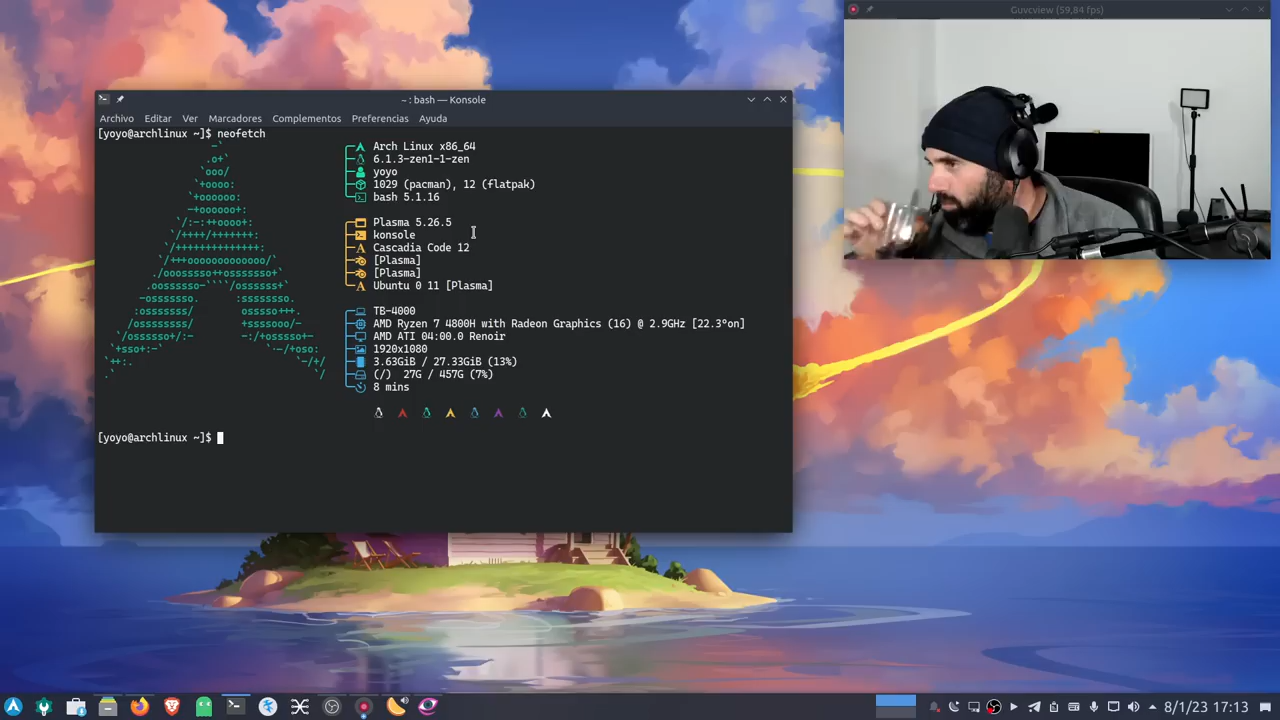 Guvcview (59,84 fps)
~ : bash — Konsole
Archivo Editar Ver Marcadores Complementos Preferencias Ayuda
[yoyo@archlinux ~]$ neofetch
Arch Linux x86_64
6.1.3-zen1-1-zen
yoyo
1029 (pacman), 12 (flatpak)
bash 5.1.16
Plasma 5.26.5
konsole
Cascadia Code 12
[Plasma]
[Plasma]
Ubuntu 0 11 [Plasma]
TB-4000
AMD Ryzen 7 4800H with Radeon Graphics (16) @ 2.9GHz [22.3°on]
AMD ATI 04:00.0 Renoir
1920x1080
3.63GiB / 27.33GiB (13%)
(/) 27G / 457G (7%)
8 mins
[yoyo@archlinux ~]$
8/1/23 17:13